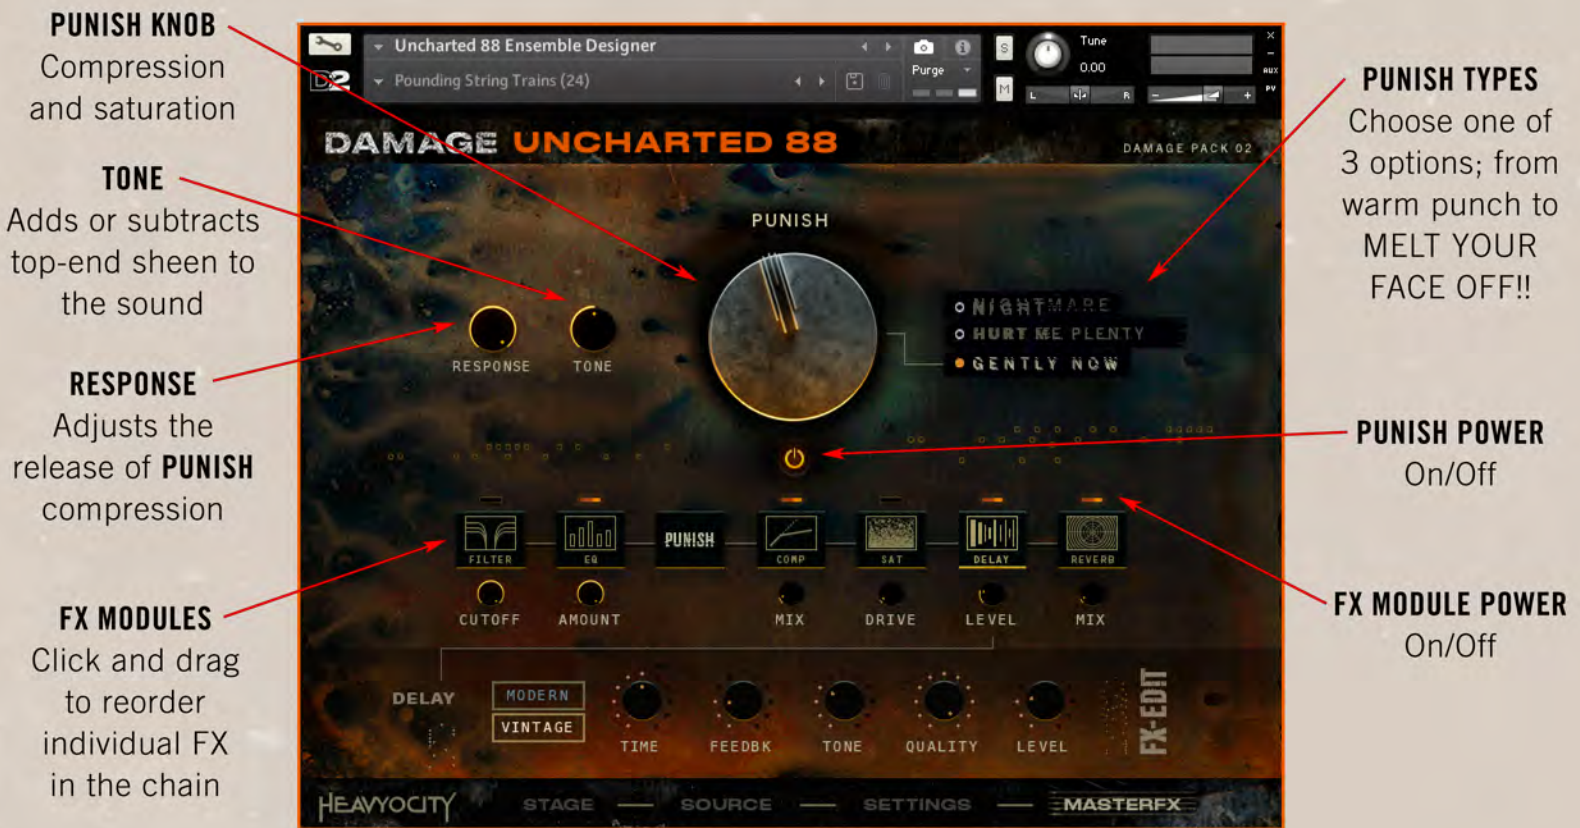 PUNISH KNOB
Compression
and saturation
TONE
Adds or subtracts
top-end sheen to
the sound
RESPONSE
Adjusts the
release of PUNISH
compression
FX MODULES
Click and drag
to reorder
individual FX
in the chain
Uncharted 88 Ensemble Designer
D2
Pounding String Trains (24)
Purge
S
M
Tune
0.00
L
R
-
+
×
-
AUX
PV
DAMAGE UNCHARTED 88
DAMAGE PACK 02
PUNISH
RESPONSE
TONE
NIGHTMARE
HURT ME PLENTY
GENTLY NOW
FILTER
EQ
PUNISH
COMP
SAT
DELAY
REVERB
CUTOFF
AMOUNT
MIX
DRIVE
LEVEL
MIX
DELAY
MODERN
VINTAGE
TIME
FEEDBK
TONE
QUALITY
LEVEL
FX-EDIT
HEAVYOCITY
STAGE — SOURCE — SETTINGS — MASTERFX
PUNISH TYPES
Choose one of
3 options; from
warm punch to
MELT YOUR
FACE OFF!!
PUNISH POWER
On/Off
FX MODULE POWER
On/Off